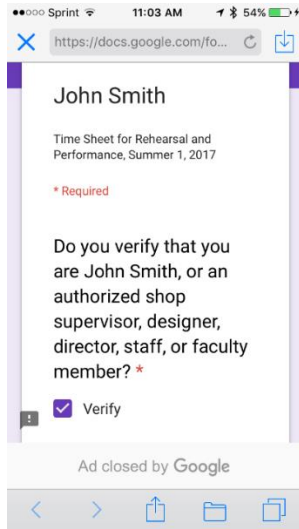 Sprint 11:03 AM 54%
https://docs.google.com/fo...
John Smith
Time Sheet for Rehearsal and
Performance, Summer 1, 2017
* Required
Do you verify that you
are John Smith, or an
authorized shop
supervisor, designer,
director, staff, or faculty
member? *
Verify
Ad closed by Google